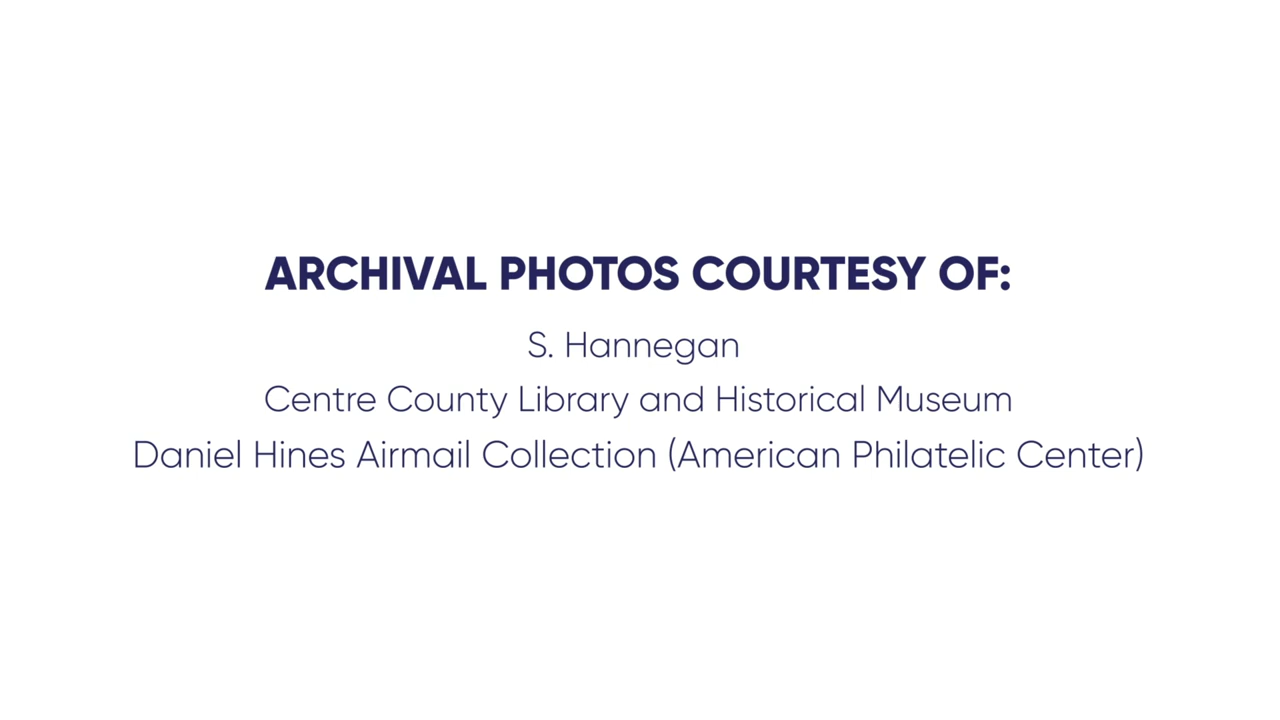 ARCHIVAL PHOTOS COURTESY OF:
S. Hannegan
Centre County Library and Historical Museum
Daniel Hines Airmail Collection (American Philatelic Center)